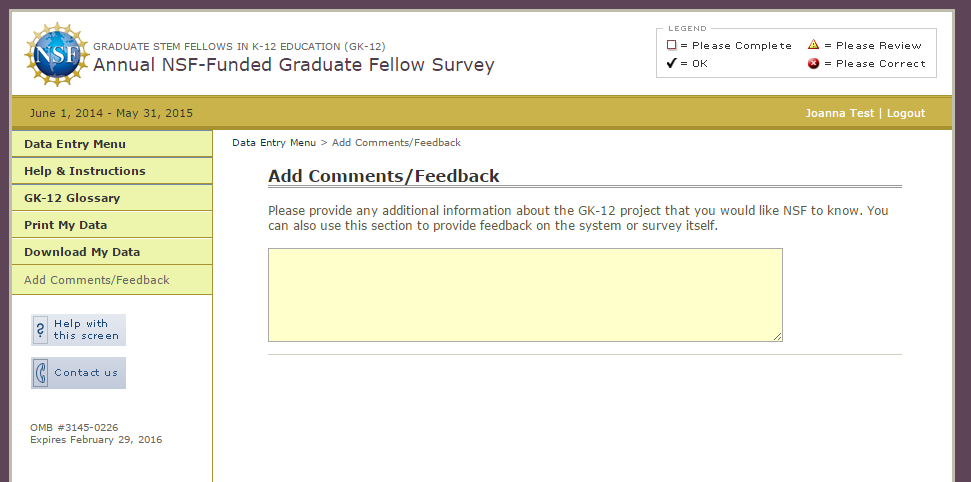 NSF
GRADUATE STEM FELLOWS IN K-12 EDUCATION (GK-12)
Annual NSF-Funded Graduate Fellow Survey
LEGEND
= Please Complete
= Please Review
= OK
= Please Correct
June 1, 2014 - May 31, 2015
Joanna Test | Logout
Data Entry Menu
Help & Instructions
GK-12 Glossary
Print My Data
Download My Data
Add Comments/Feedback
Help with
this screen
Contact us
OMB #3145-0226
Expires February 29, 2016
Data Entry Menu > Add Comments/Feedback
Add Comments/Feedback
Please provide any additional information about the GK-12 project that you would like NSF to know. You
can also use this section to provide feedback on the system or survey itself.